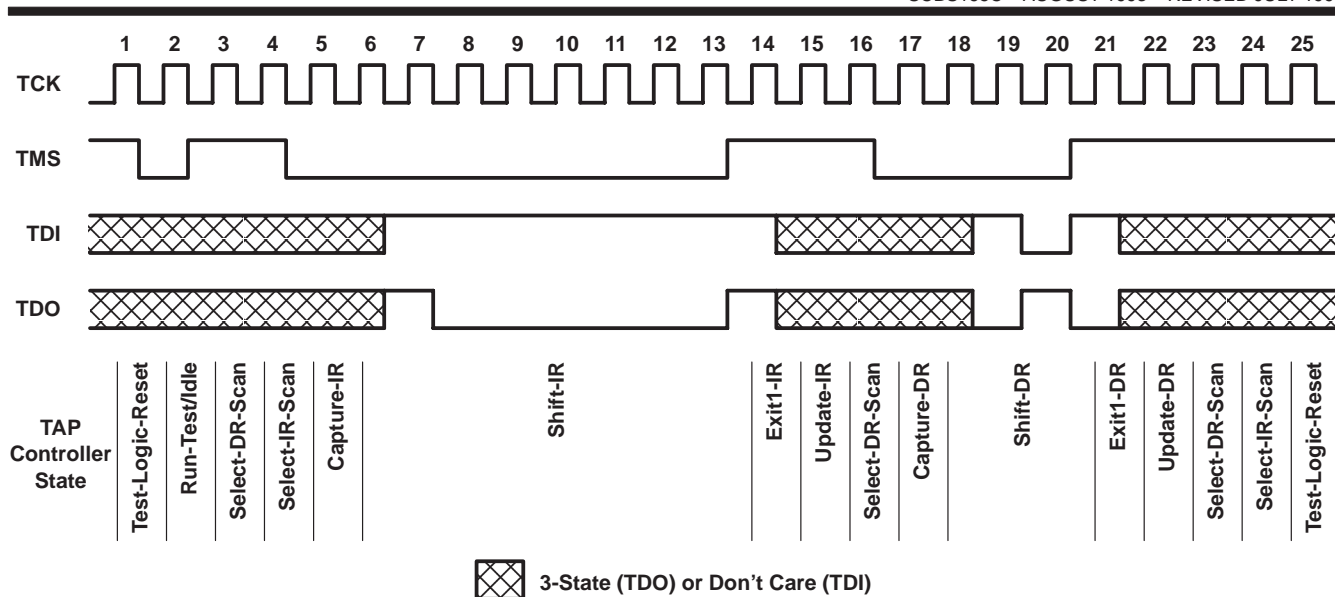 1 2 3 4 5 6 7 8 9 10 11 12 13 14 15 16 17 18 19 20 21 22 23 24 25
TCK
TMS
TDI
TDO
TAP
Controller
State
Test-Logic-Reset
Run-Test/Idle
Select-DR-Scan
Select-IR-Scan
Capture-IR
Shift-IR
Exit1-IR
Update-IR
Select-DR-Scan
Capture-DR
Shift-DR
Exit1-DR
Update-DR
Select-DR-Scan
Select-IR-Scan
Test-Logic-Reset
3-State (TDO) or Don't Care (TDI)